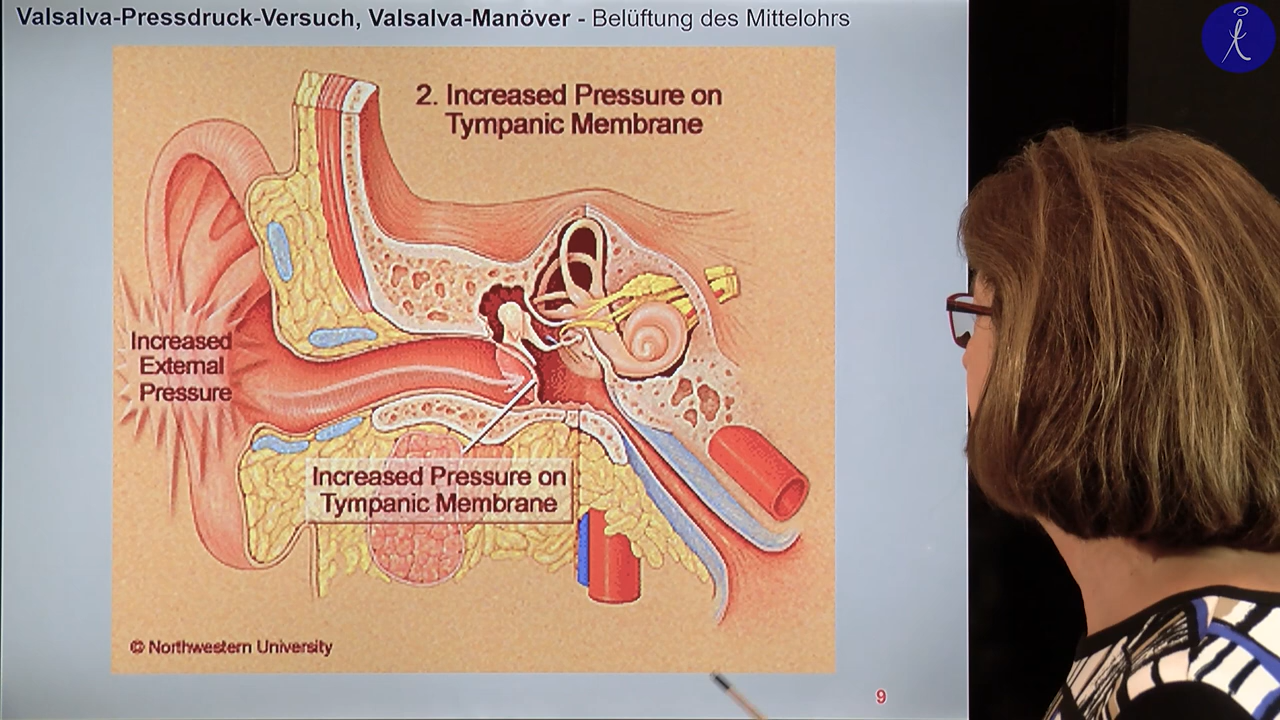 Valsalva-Pressdruck-Versuch, Valsalva-Manöver - Belüftung des Mittelohrs
2. Increased Pressure on
Tympanic Membrane
Increased
External
Pressure
Increased Pressure on
Tympanic Membrane
© Northwestern University
9